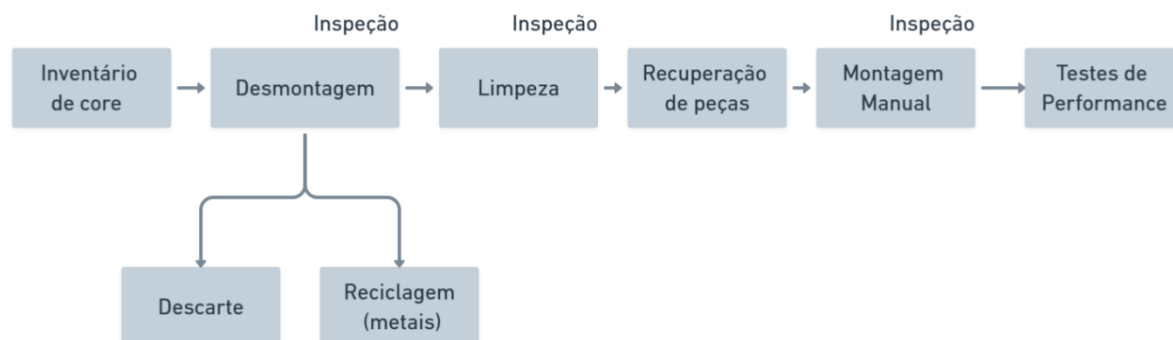 Inspeção
Inspeção
Inspeção
Inventário
de core
Desmontagem
Limpeza
Recuperação
de peças
Montagem
Manual
Testes de
Performance
Descarte
Reciclagem
(metais)